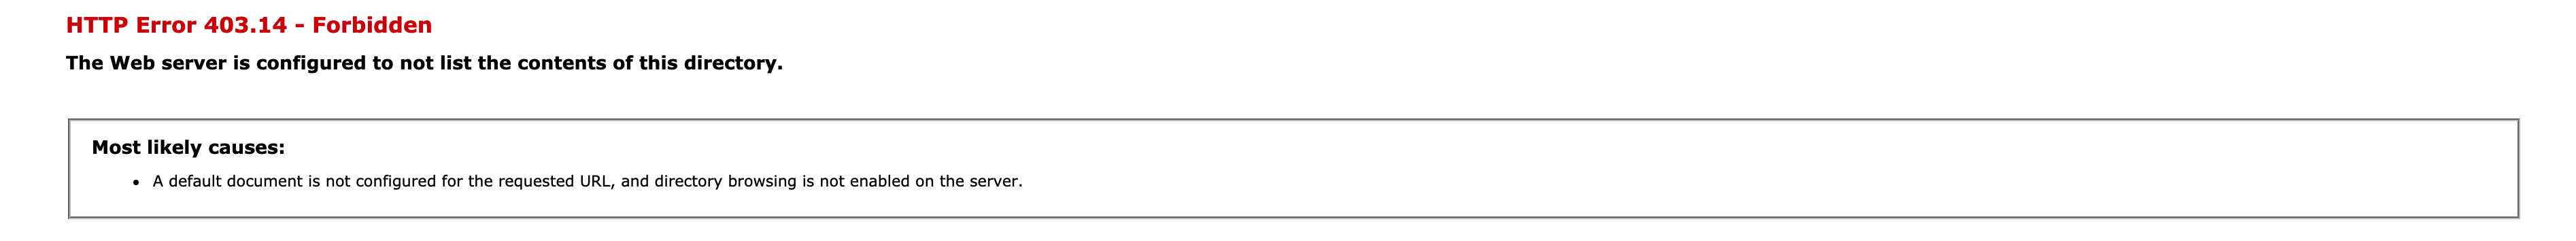 HTTP Error 403.14 - Forbidden
The Web server is configured to not list the contents of this directory.
Most likely causes:
• A default document is not configured for the requested URL, and directory browsing is not enabled on the server.